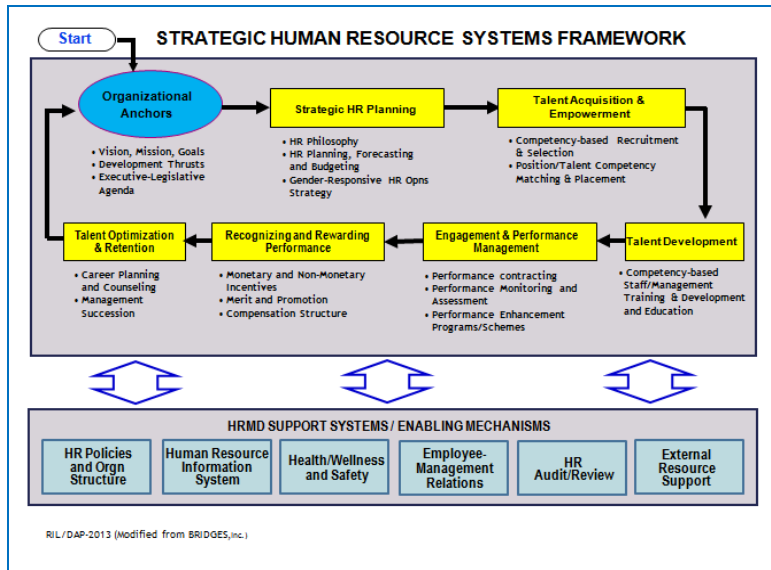 Start
STRATEGIC HUMAN RESOURCE SYSTEMS FRAMEWORK
Organizational
Anchors
• Vision, Mission, Goals
• Development Thrusts
• Executive-Legislative
Agenda
Strategic HR Planning
• HR Philosophy
• HR Planning, Forecasting
and Budgeting
• Gender-Responsive HR Opns
Strategy
Talent Acquisition &
Empowerment
• Competency-based Recruitment
& Selection
• Position/Talent Competency
Matching & Placement
Talent Optimization
& Retention
• Career Planning
and Counseling
• Management
Succession
Recognizing and Rewarding
Performance
• Monetary and Non-Monetary
Incentives
• Merit and Promotion
• Compensation Structure
Engagement & Performance
Management
• Performance contracting
• Performance Monitoring and
Assessment
• Performance Enhancement
Programs/Schemes
Talent Development
• Competency-based
Staff/Management
Training & Development
and Education
HRMD SUPPORT SYSTEMS / ENABLING MECHANISMS
HR Policies
and Orgn
Structure
Human Resource
Information
System
Health/Wellness
and Safety
Employee-
Management
Relations
HR
Audit/Review
External
Resource
Support
RIL/DAP-2013 (Modified from BRIDGES,Inc.)